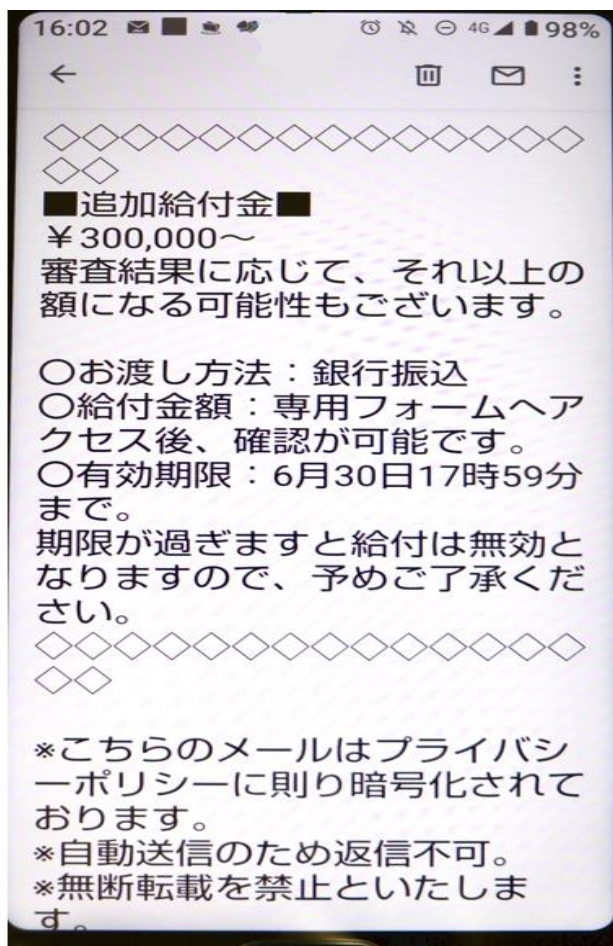 16:02 4G 98%
◇◇◇◇◇◇◇◇◇◇◇◇◇◇
◇◇
■追加給付金■
￥300,000〜
審査結果に応じて、それ以上の
額になる可能性もございます。
〇お渡し方法：銀行振込
〇給付金額：専用フォームへア
クセス後、確認が可能です。
〇有効期限：6月30日17時59分
まで。
期限が過ぎますと給付は無効と
なりますので、予めご了承くだ
さい。
◇◇◇◇◇◇◇◇◇◇◇◇◇◇
◇◇
※こちらのメールはプライバシ
ーポリシーに則り暗号化されて
おります。
※自動送信のため返信不可。
※無断転載を禁止といたしま
す。